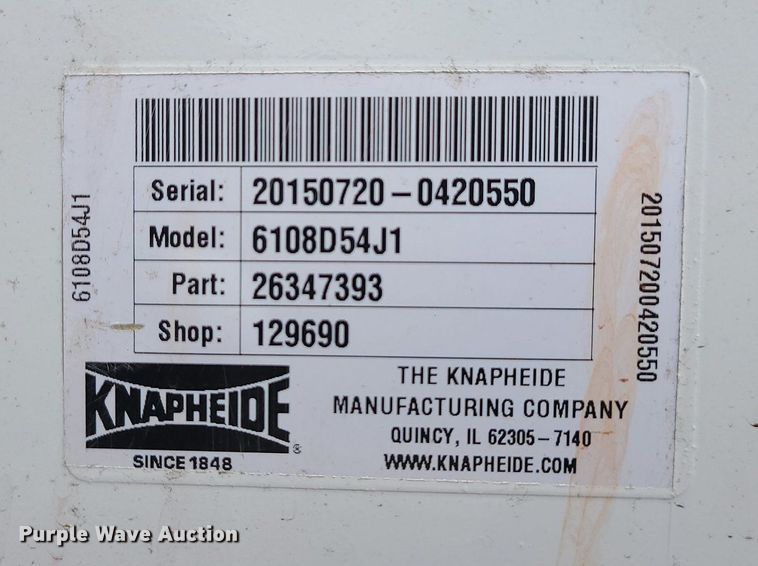 Serial: 20150720-0420550
Model: 6108D54J1
Part: 26347393
Shop: 129690
6108D54J1
201507200420550
KNAPHEIDE®
SINCE 1848
THE KNAPHEIDE
MANUFACTURING COMPANY
QUINCY, IL 62305-7140
WWW.KNAPHEIDE.COM
Purple Wave Auction